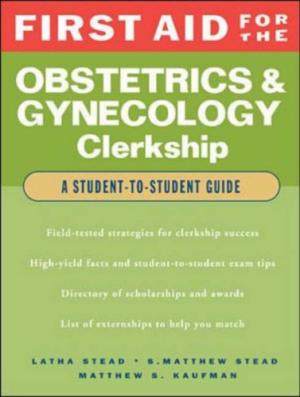 FIRST AID FOR THE
OBSTETRICS &
GYNECOLOGY
Clerkship
A STUDENT-TO-STUDENT GUIDE
Field-tested strategies for clerkship success
High-yield facts and student-to-student exam tips
Directory of scholarships and awards
List of externships to help you match
LATHA STEAD • S. MATTHEW STEAD
MATTHEW S. KAUFMAN